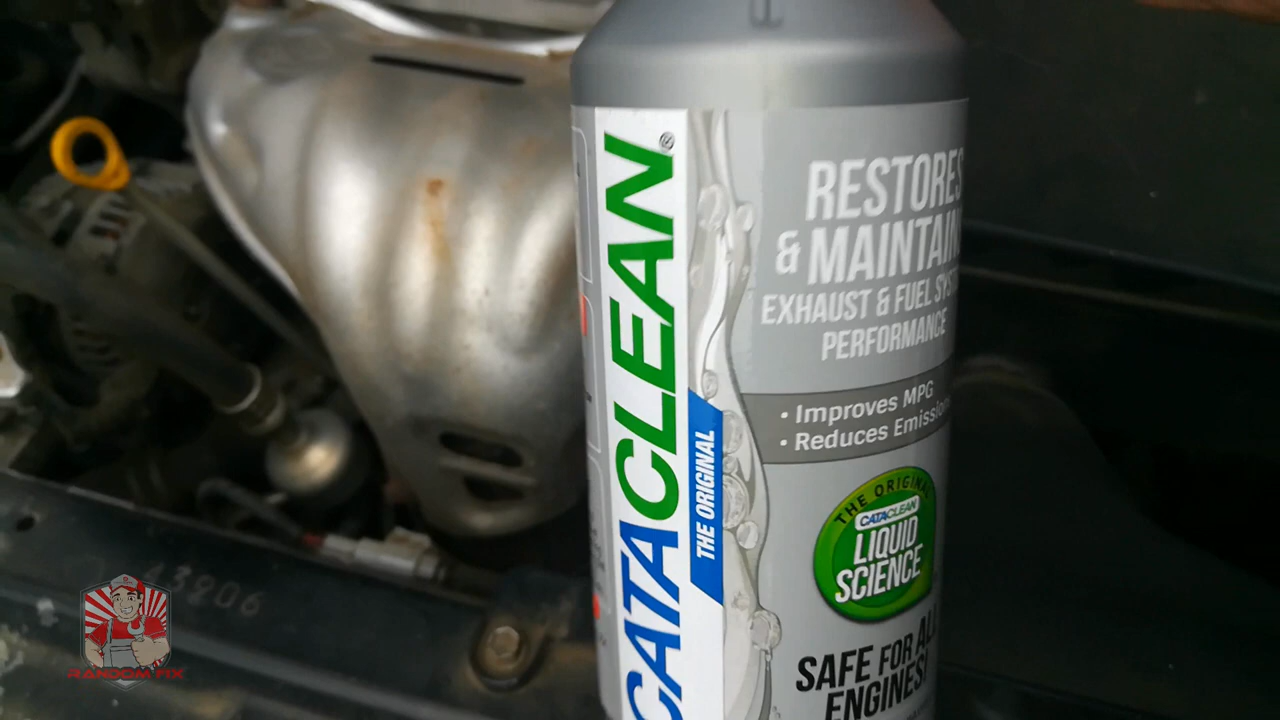 CATACLEAN®
THE ORIGINAL
RESTORES
& MAINTAIN
EXHAUST & FUEL SYST
PERFORMANCE
• Improves MPG
• Reduces Emission
THE ORIGINAL
CATACLEAN
LIQUID
SCIENCE
SAFE FOR ALL
ENGINES!
43906
RANDOM FIX